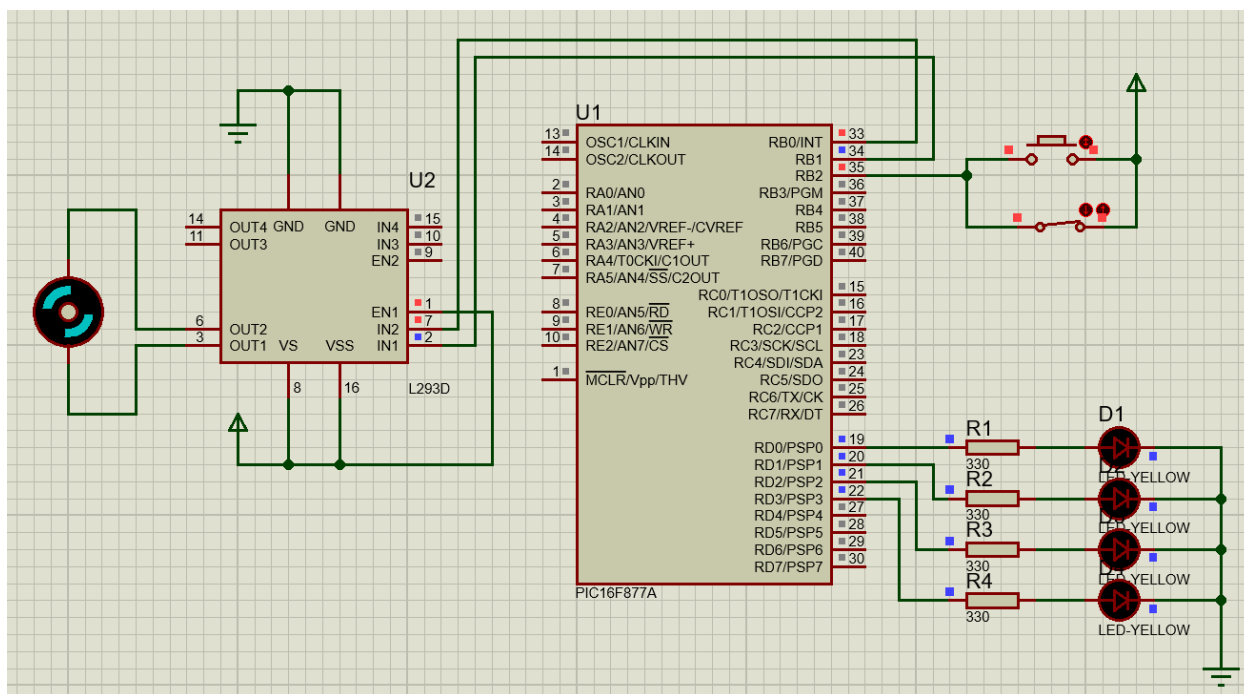 U1
13
OSC1/CLKIN
14
OSC2/CLKOUT
2
RA0/AN0
3
RA1/AN1
4
RA2/AN2/VREF-/CVREF
5
RA3/AN3/VREF+
6
RA4/T0CKI/C1OUT
7
RA5/AN4/SS/C2OUT
8
RE0/AN5/RD
9
RE1/AN6/WR
10
RE2/AN7/CS
1
MCLR/Vpp/THV
RB0/INT
33
RB1
34
RB2
35
RB3/PGM
36
RB4
37
RB5
38
RB6/PGC
39
RB7/PGD
40
RC0/T1OSO/T1CKI
15
RC1/T1OSI/CCP2
16
RC2/CCP1
17
RC3/SCK/SCL
18
RC4/SDI/SDA
23
RC5/SDO
24
RC6/TX/CK
25
RC7/RX/DT
26
RD0/PSP0
19
RD1/PSP1
20
RD2/PSP2
21
RD3/PSP3
22
RD4/PSP4
27
RD5/PSP5
28
RD6/PSP6
29
RD7/PSP7
30
PIC16F877A
U2
14
OUT4
GND
GND
IN4
15
11
OUT3
IN3
10
EN2
9
EN1
1
6
OUT2
IN2
7
3
OUT1
VS
VSS
IN1
2
8
16
L293D
R1
330
R2
330
R3
330
R4
330
D1
LED-YELLOW
LED-YELLOW
LED-YELLOW
LED-YELLOW